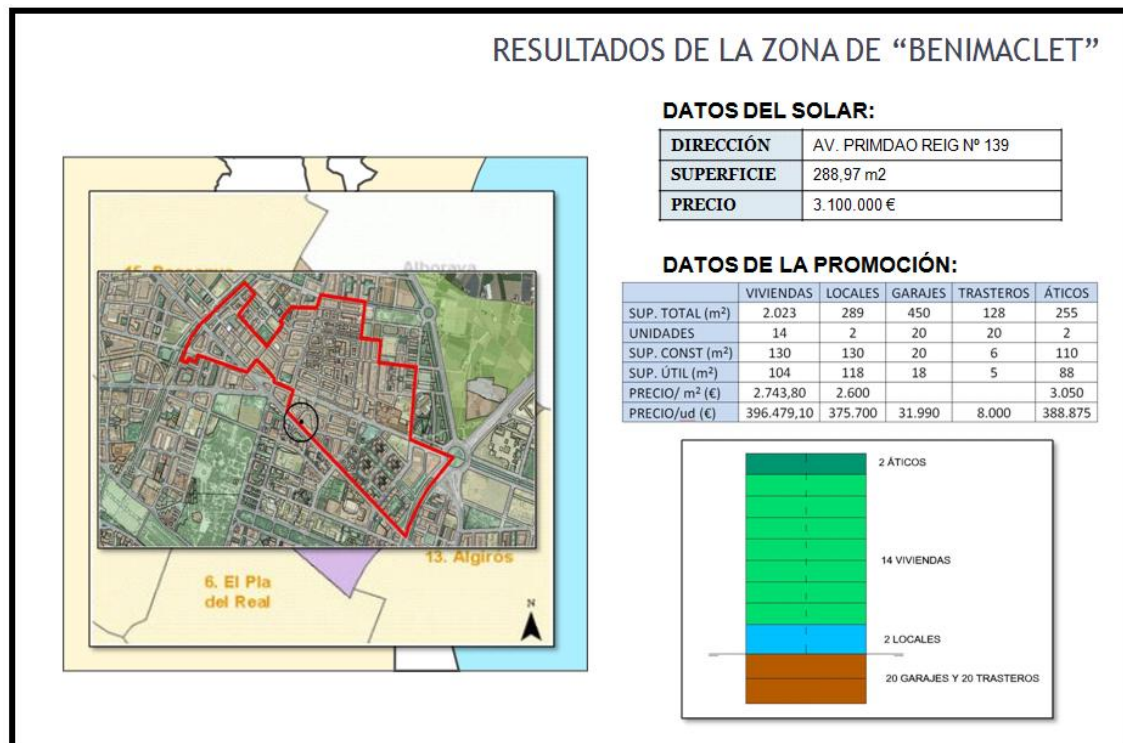 RESULTADOS DE LA ZONA DE “BENIMACLET”
DATOS DEL SOLAR:
DIRECCIÓN AV. PRIMDAO REIG Nº 139
SUPERFICIE 288,97 m2
PRECIO 3.100.000 €
DATOS DE LA PROMOCIÓN:
VIVIENDAS LOCALES GARAJES TRASTEROS ÁTICOS
SUP. TOTAL (m²) 2.023 289 450 128 255
UNIDADES 14 2 20 20 2
SUP. CONST (m²) 130 130 20 6 110
SUP. ÚTIL (m²) 104 118 18 5 88
PRECIO/ m² (€) 2.743,80 2.600 3.050
PRECIO/ud (€) 396.479,10 375.700 31.990 8.000 388.875
Alboraya
13. Algirós
6. El Pla
del Real
N
2 ÁTICOS
14 VIVIENDAS
2 LOCALES
20 GARAJES Y 20 TRASTEROS